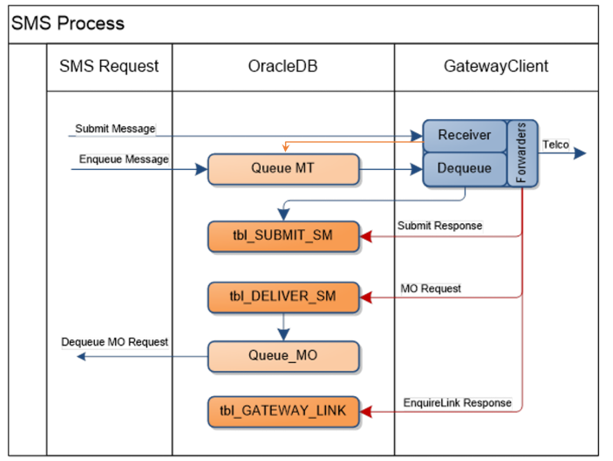 SMS Process
SMS Request
OracleDB
GatewayClient
Submit Message
Receiver
Forwarders
Telco
Enqueue Message
Queue MT
Dequeue
tbl_SUBMIT_SM
Submit Response
tbl_DELIVER_SM
MO Request
Dequeue MO Request
Queue_MO
tbl_GATEWAY_LINK
EnquireLink Response